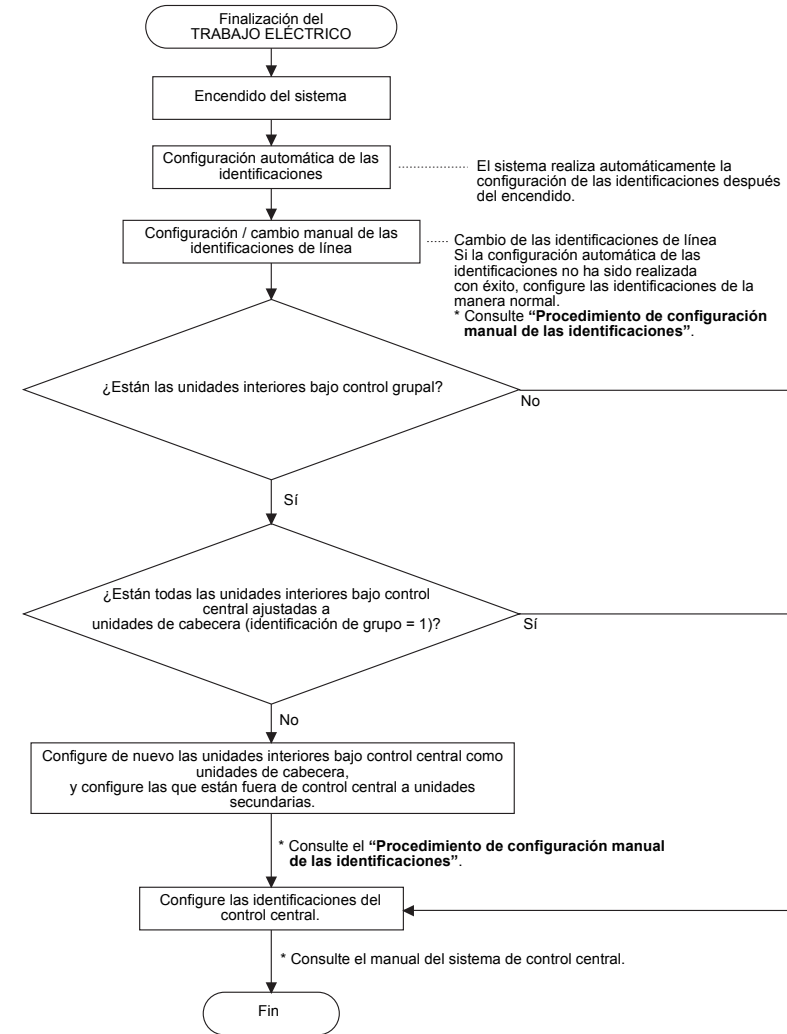 Finalización del
TRABAJO ELÉCTRICO
Encendido del sistema
Configuración automática de las
identificaciones
El sistema realiza automáticamente la
configuración de las identificaciones después
del encendido.
Configuración / cambio manual de las
identificaciones de línea
Cambio de las identificaciones de línea
Si la configuración automática de las
identificaciones no ha sido realizada
con éxito, configure las identificaciones de la
manera normal.
* Consulte “Procedimiento de configuración
manual de las identificaciones”.
¿Están las unidades interiores bajo control grupal?
No
Sí
¿Están todas las unidades interiores bajo control
central ajustadas a
unidades de cabecera (identificación de grupo = 1)?
Sí
No
Configure de nuevo las unidades interiores bajo control central como
unidades de cabecera,
y configure las que están fuera de control central a unidades
secundarias.
* Consulte el “Procedimiento de configuración manual
de las identificaciones”.
Configure las identificaciones del
control central.
* Consulte el manual del sistema de control central.
Fin